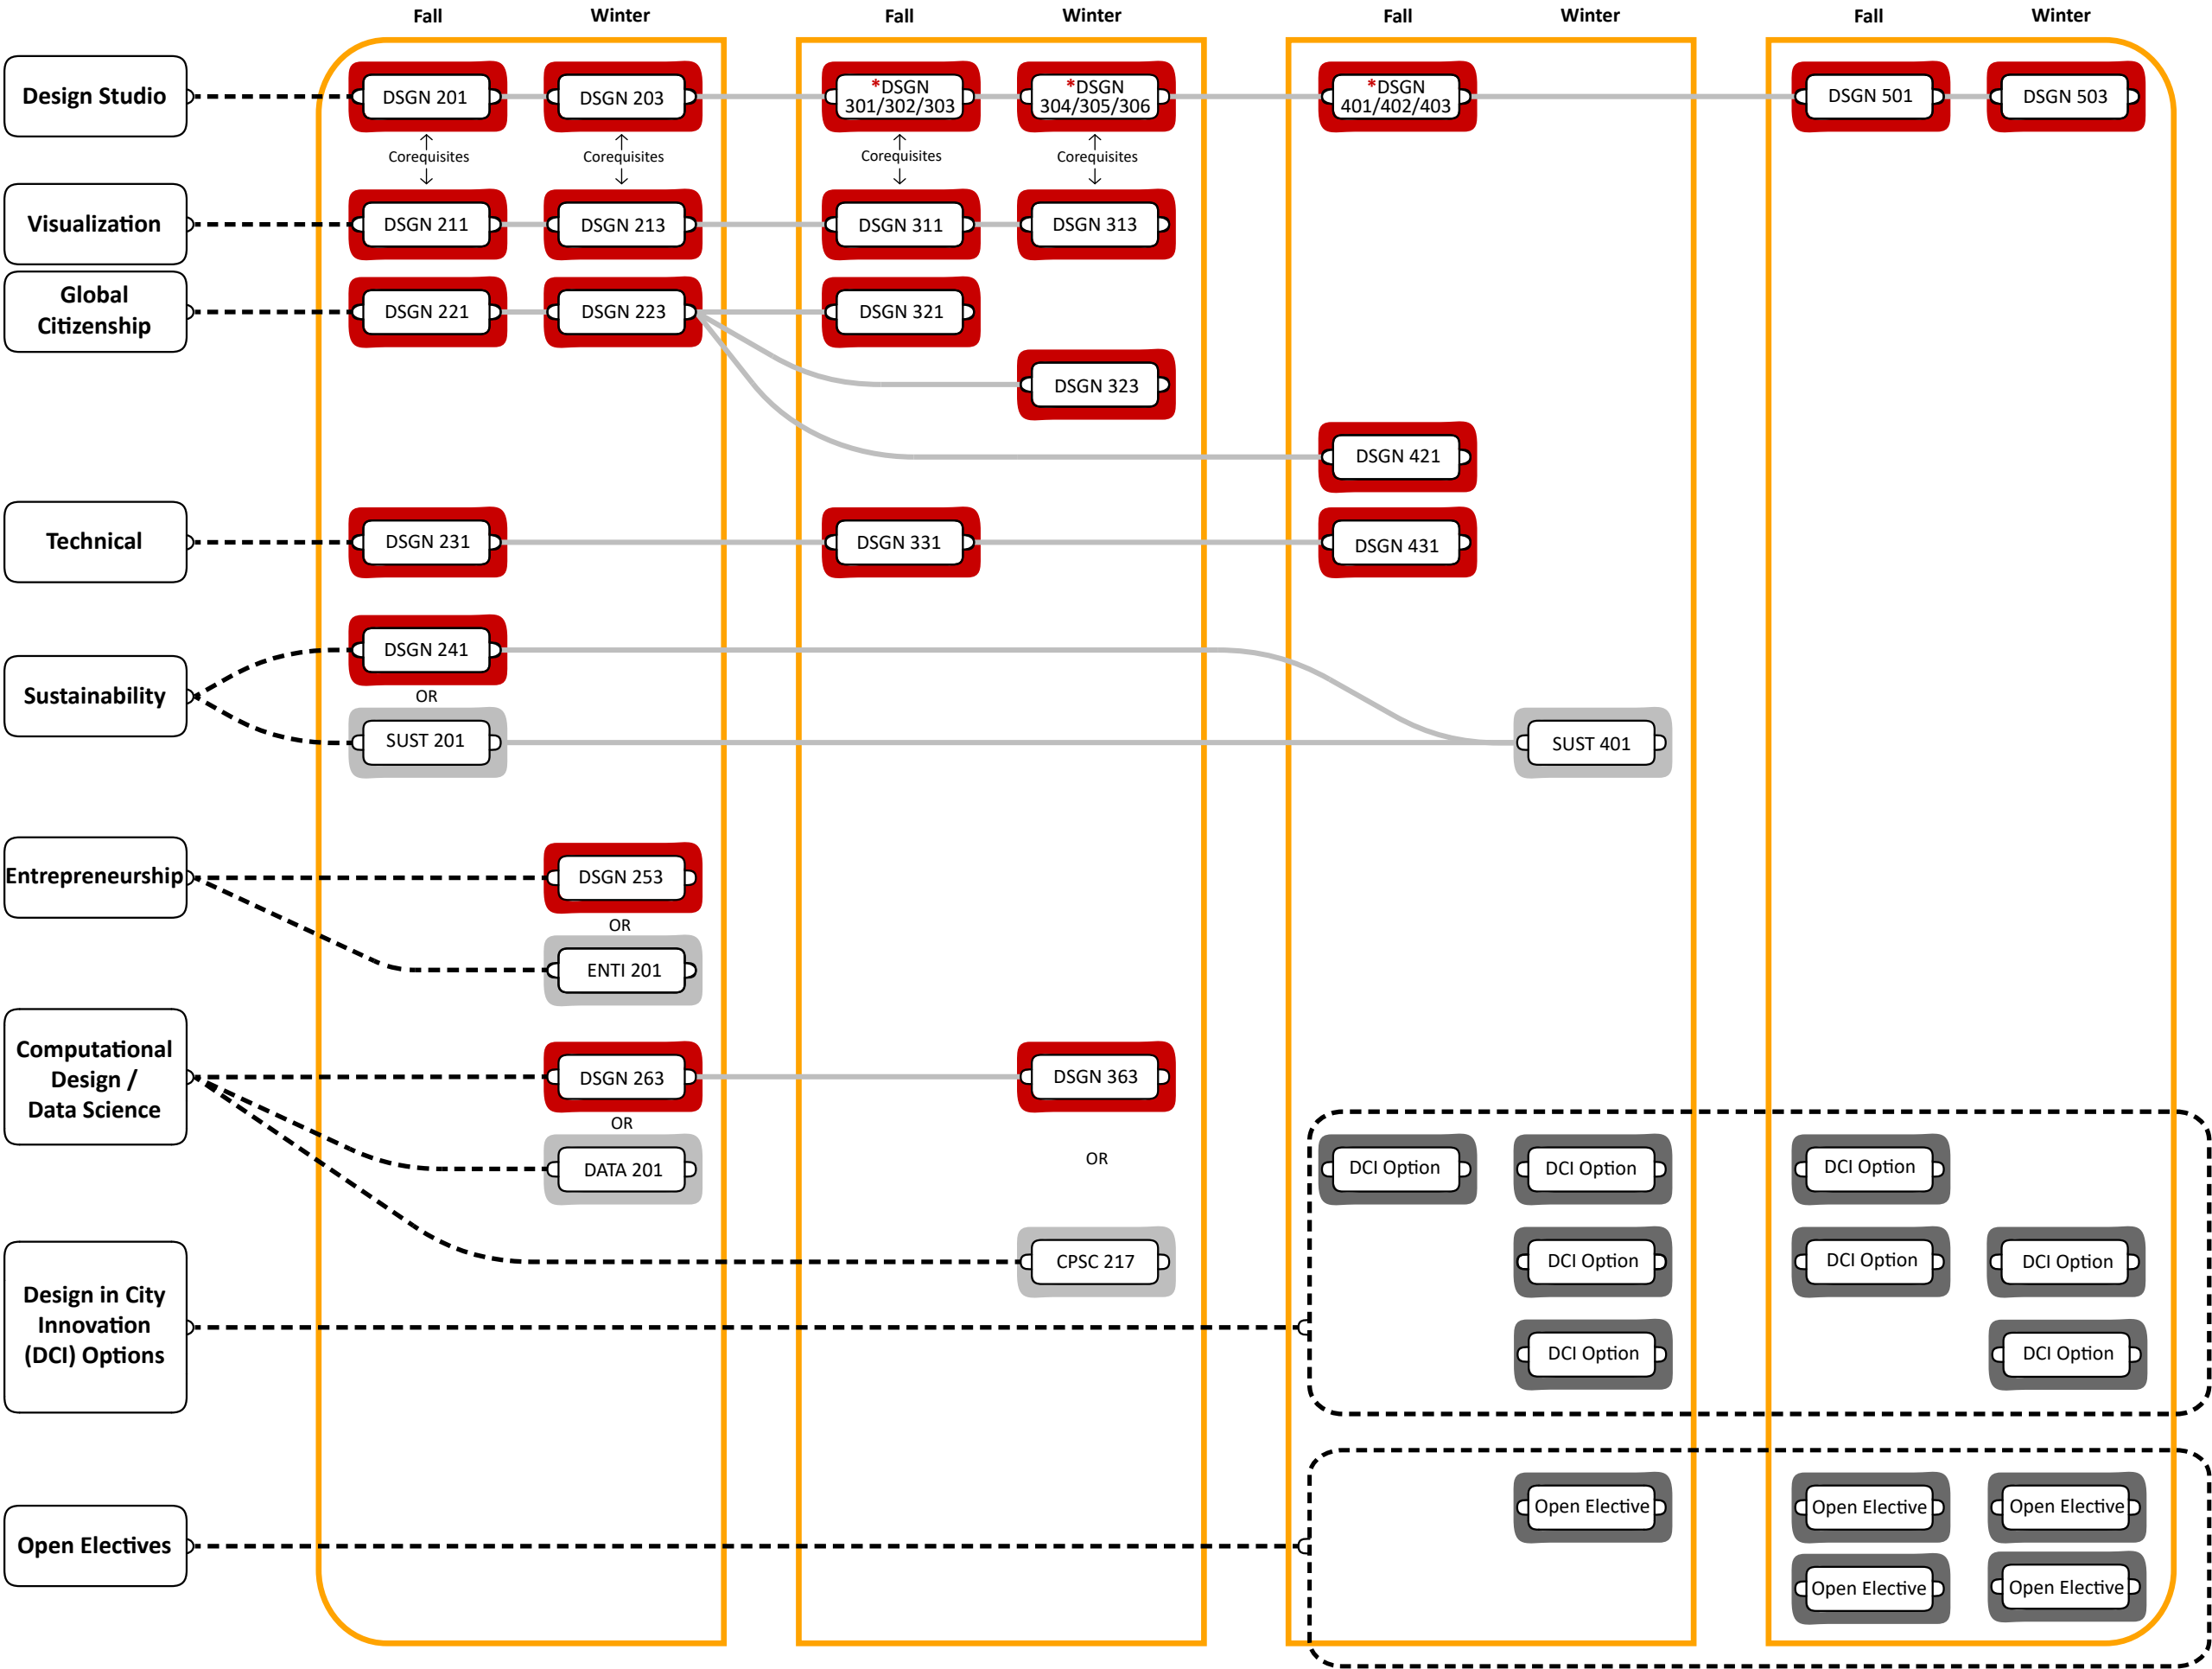 Fall
Winter
Fall
Winter
Fall
Winter
Fall
Winter
Design Studio
DSGN 201
DSGN 203
*DSGN
301/302/303
*DSGN
304/305/306
*DSGN
401/402/403
DSGN 501
DSGN 503
Corequisites
Corequisites
Corequisites
Corequisites
Visualization
DSGN 211
DSGN 213
DSGN 311
DSGN 313
Global
Citizenship
DSGN 221
DSGN 223
DSGN 321
DSGN 323
DSGN 421
Technical
DSGN 231
DSGN 331
DSGN 431
Sustainability
DSGN 241
OR
SUST 201
SUST 401
Entrepreneurship
DSGN 253
OR
ENTI 201
Computational
Design /
Data Science
DSGN 263
DSGN 363
OR
DATA 201
OR
CPSC 217
DCI Option
DCI Option
DCI Option
Design in City
Innovation
(DCI) Options
DCI Option
DCI Option
DCI Option
DCI Option
DCI Option
Open Electives
Open Elective
Open Elective
Open Elective
Open Elective
Open Elective